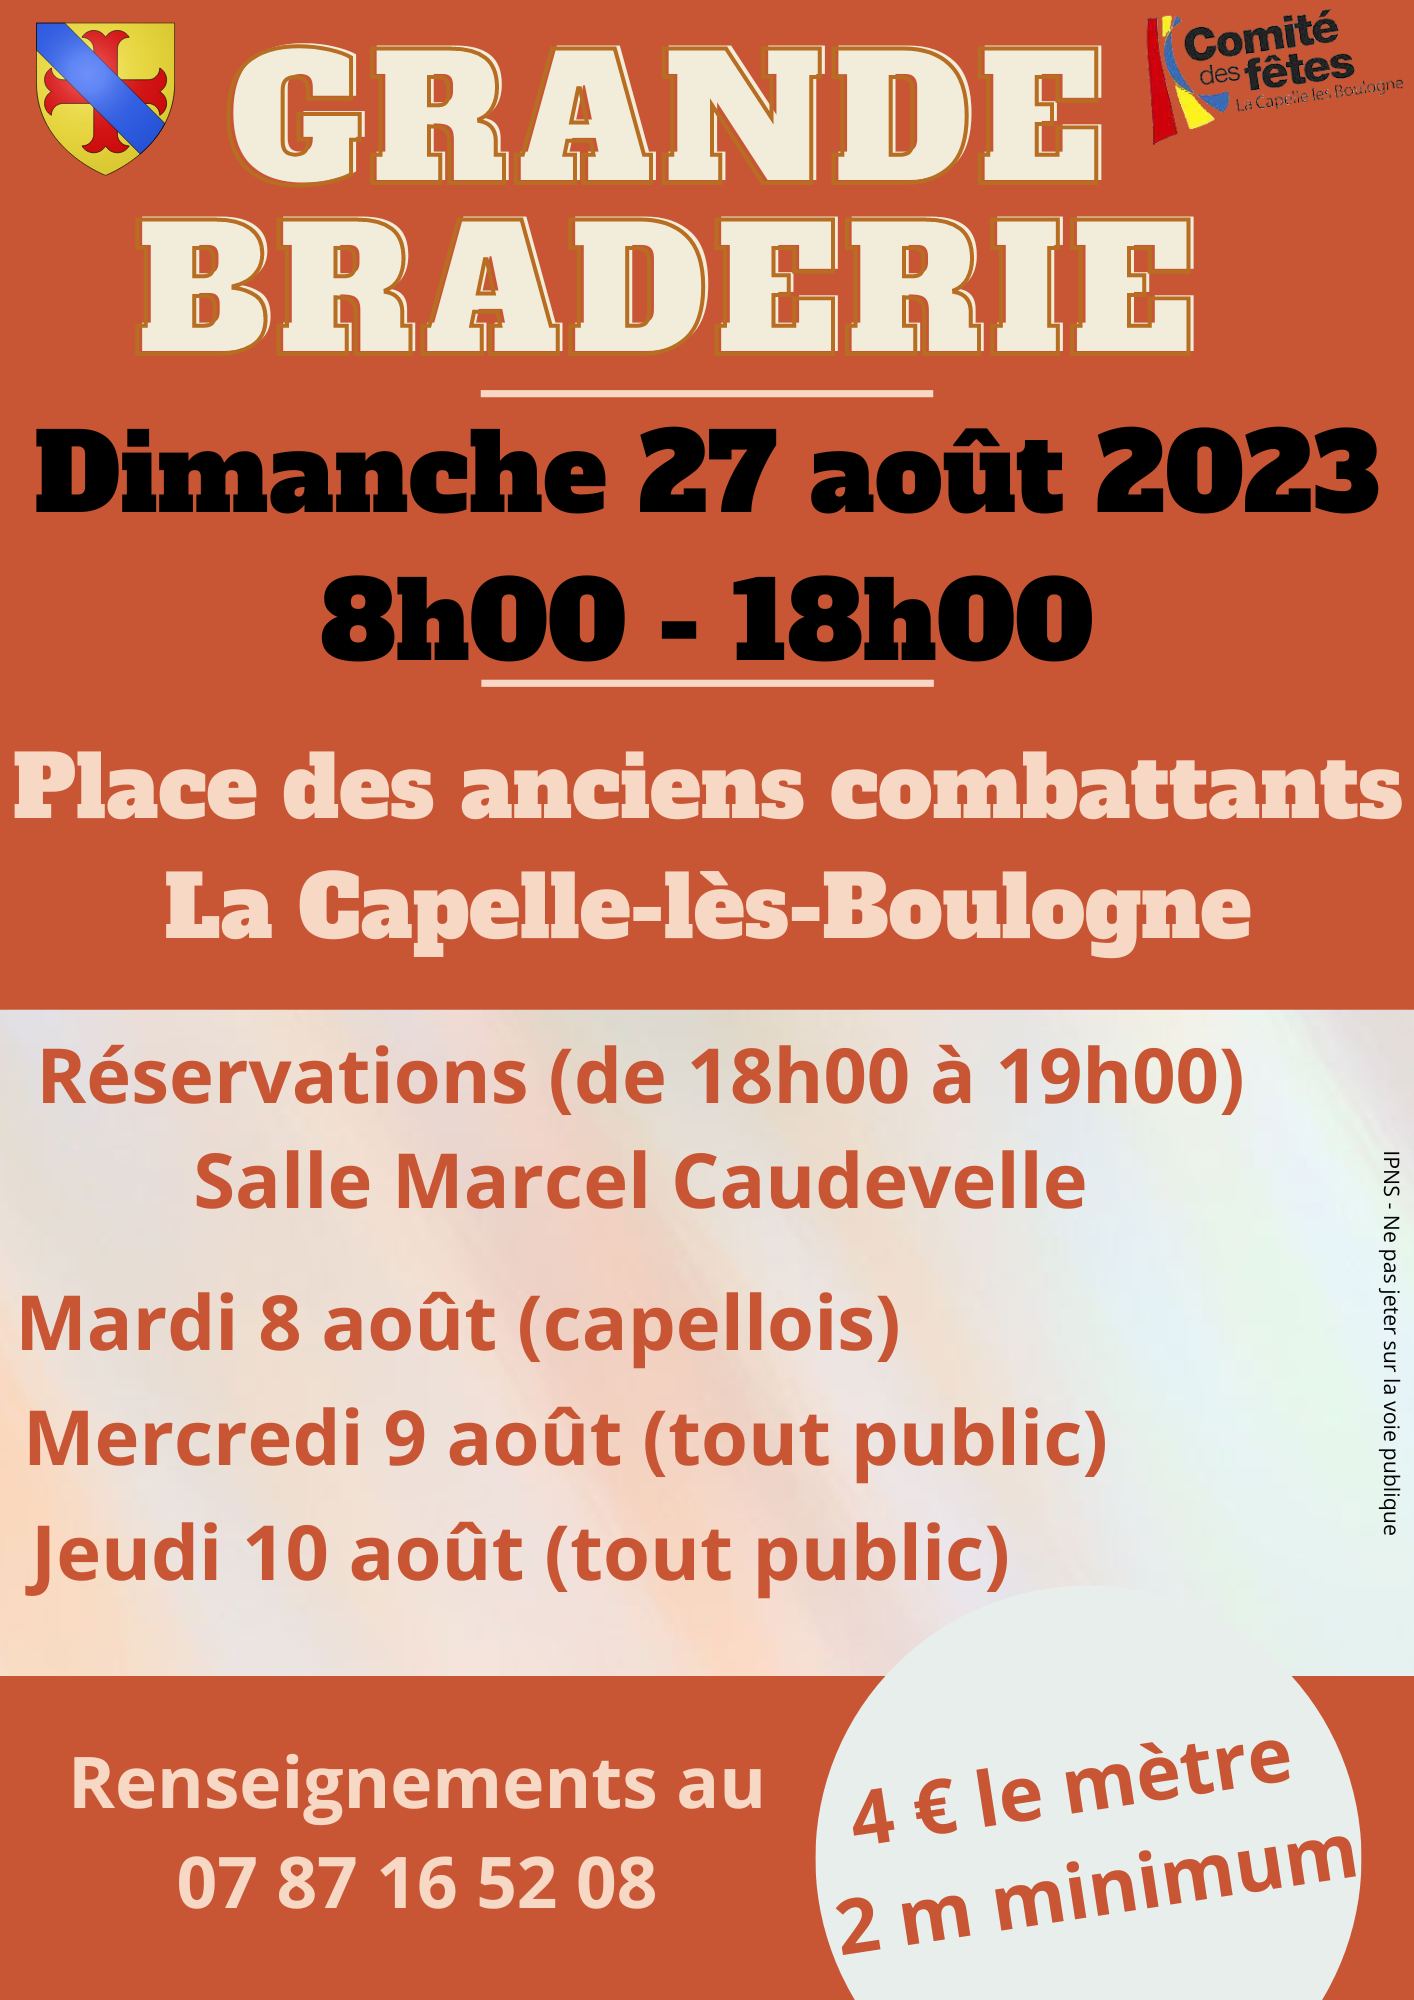 Comité
des fêtes
La Capelle les Boulogne
GRANDE
BRADERIE
Dimanche 27 août 2023
8h00 - 18h00
Place des anciens combattants
La Capelle-lès-Boulogne
Réservations (de 18h00 à 19h00)
Salle Marcel Caudevelle
Mardi 8 août (capellois)
Mercredi 9 août (tout public)
Jeudi 10 août (tout public)
IPNS - Ne pas jeter sur la voie publique
Renseignements au
07 87 16 52 08
4 € le mètre
2 m minimum